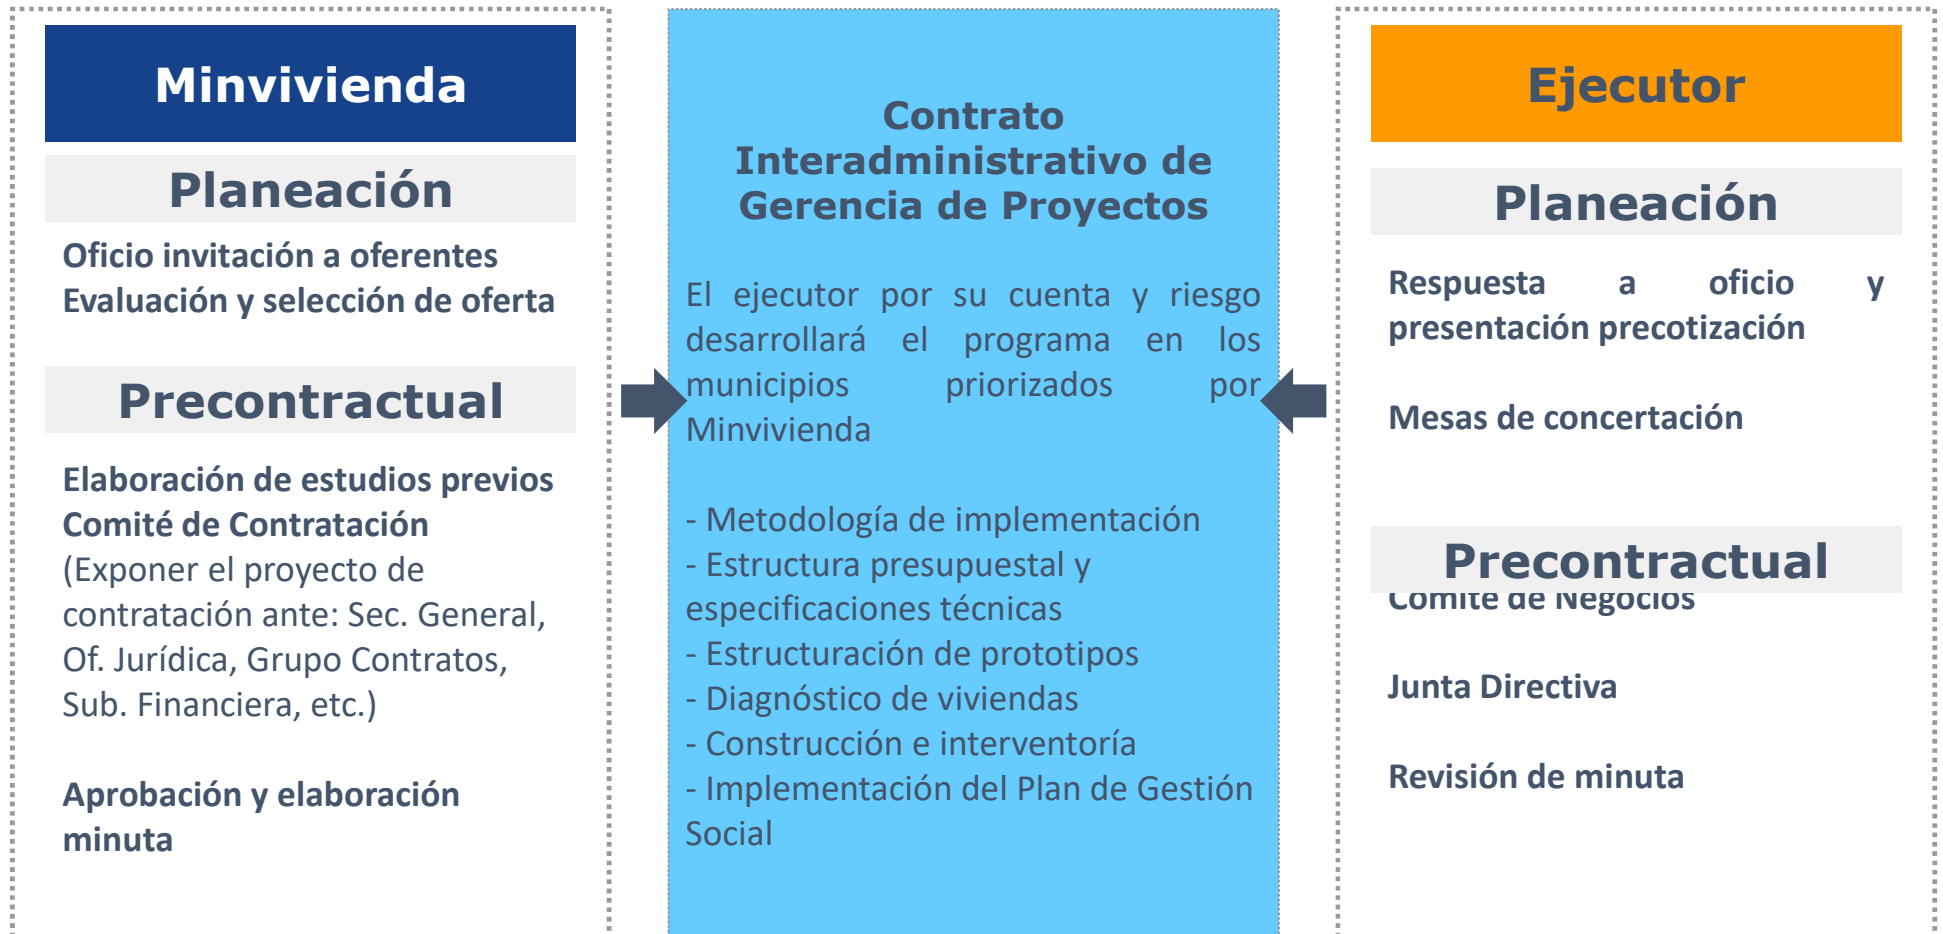 Minvivienda
Planeación
Oficio invitación a oferentes
Evaluación y selección de oferta
Precontractual
Elaboración de estudios previos
Comité de Contratación
(Exponer el proyecto de
contratación ante: Sec. General,
Of. Jurídica, Grupo Contratos,
Sub. Financiera, etc.)
Aprobación y elaboración
minuta
Contrato
Interadministrativo de
Gerencia de Proyectos
El ejecutor por su cuenta y riesgo
desarrollará el programa en los
municipios priorizados por
Minvivienda
- Metodología de implementación
- Estructura presupuestal y
especificaciones técnicas
- Estructuración de prototipos
- Diagnóstico de viviendas
- Construcción e interventoría
- Implementación del Plan de Gestión
Social
Ejecutor
Planeación
Respuesta a oficio y
presentación precotización
Mesas de concertación
Precontractual
Comité de Negocios
Junta Directiva
Revisión de minuta